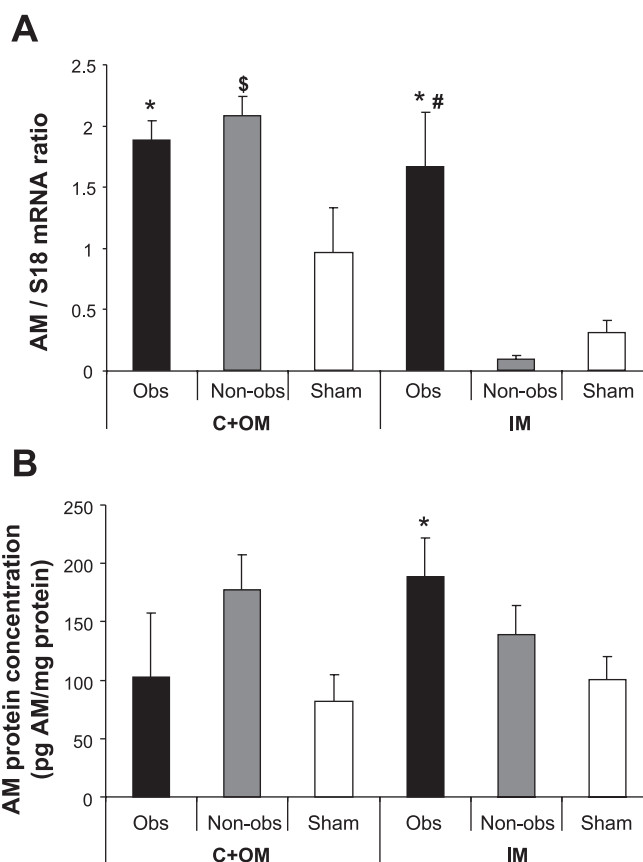 A
AM / S18 mRNA ratio
2.5
2
1.5
1
0.5
0
*
$
* #
Obs
Non-obs
Sham
Obs
Non-obs
Sham
C+OM
IM
B
AM protein concentration
(pg AM/mg protein)
250
200
150
100
50
0
*
Obs
Non-obs
Sham
Obs
Non-obs
Sham
C+OM
IM